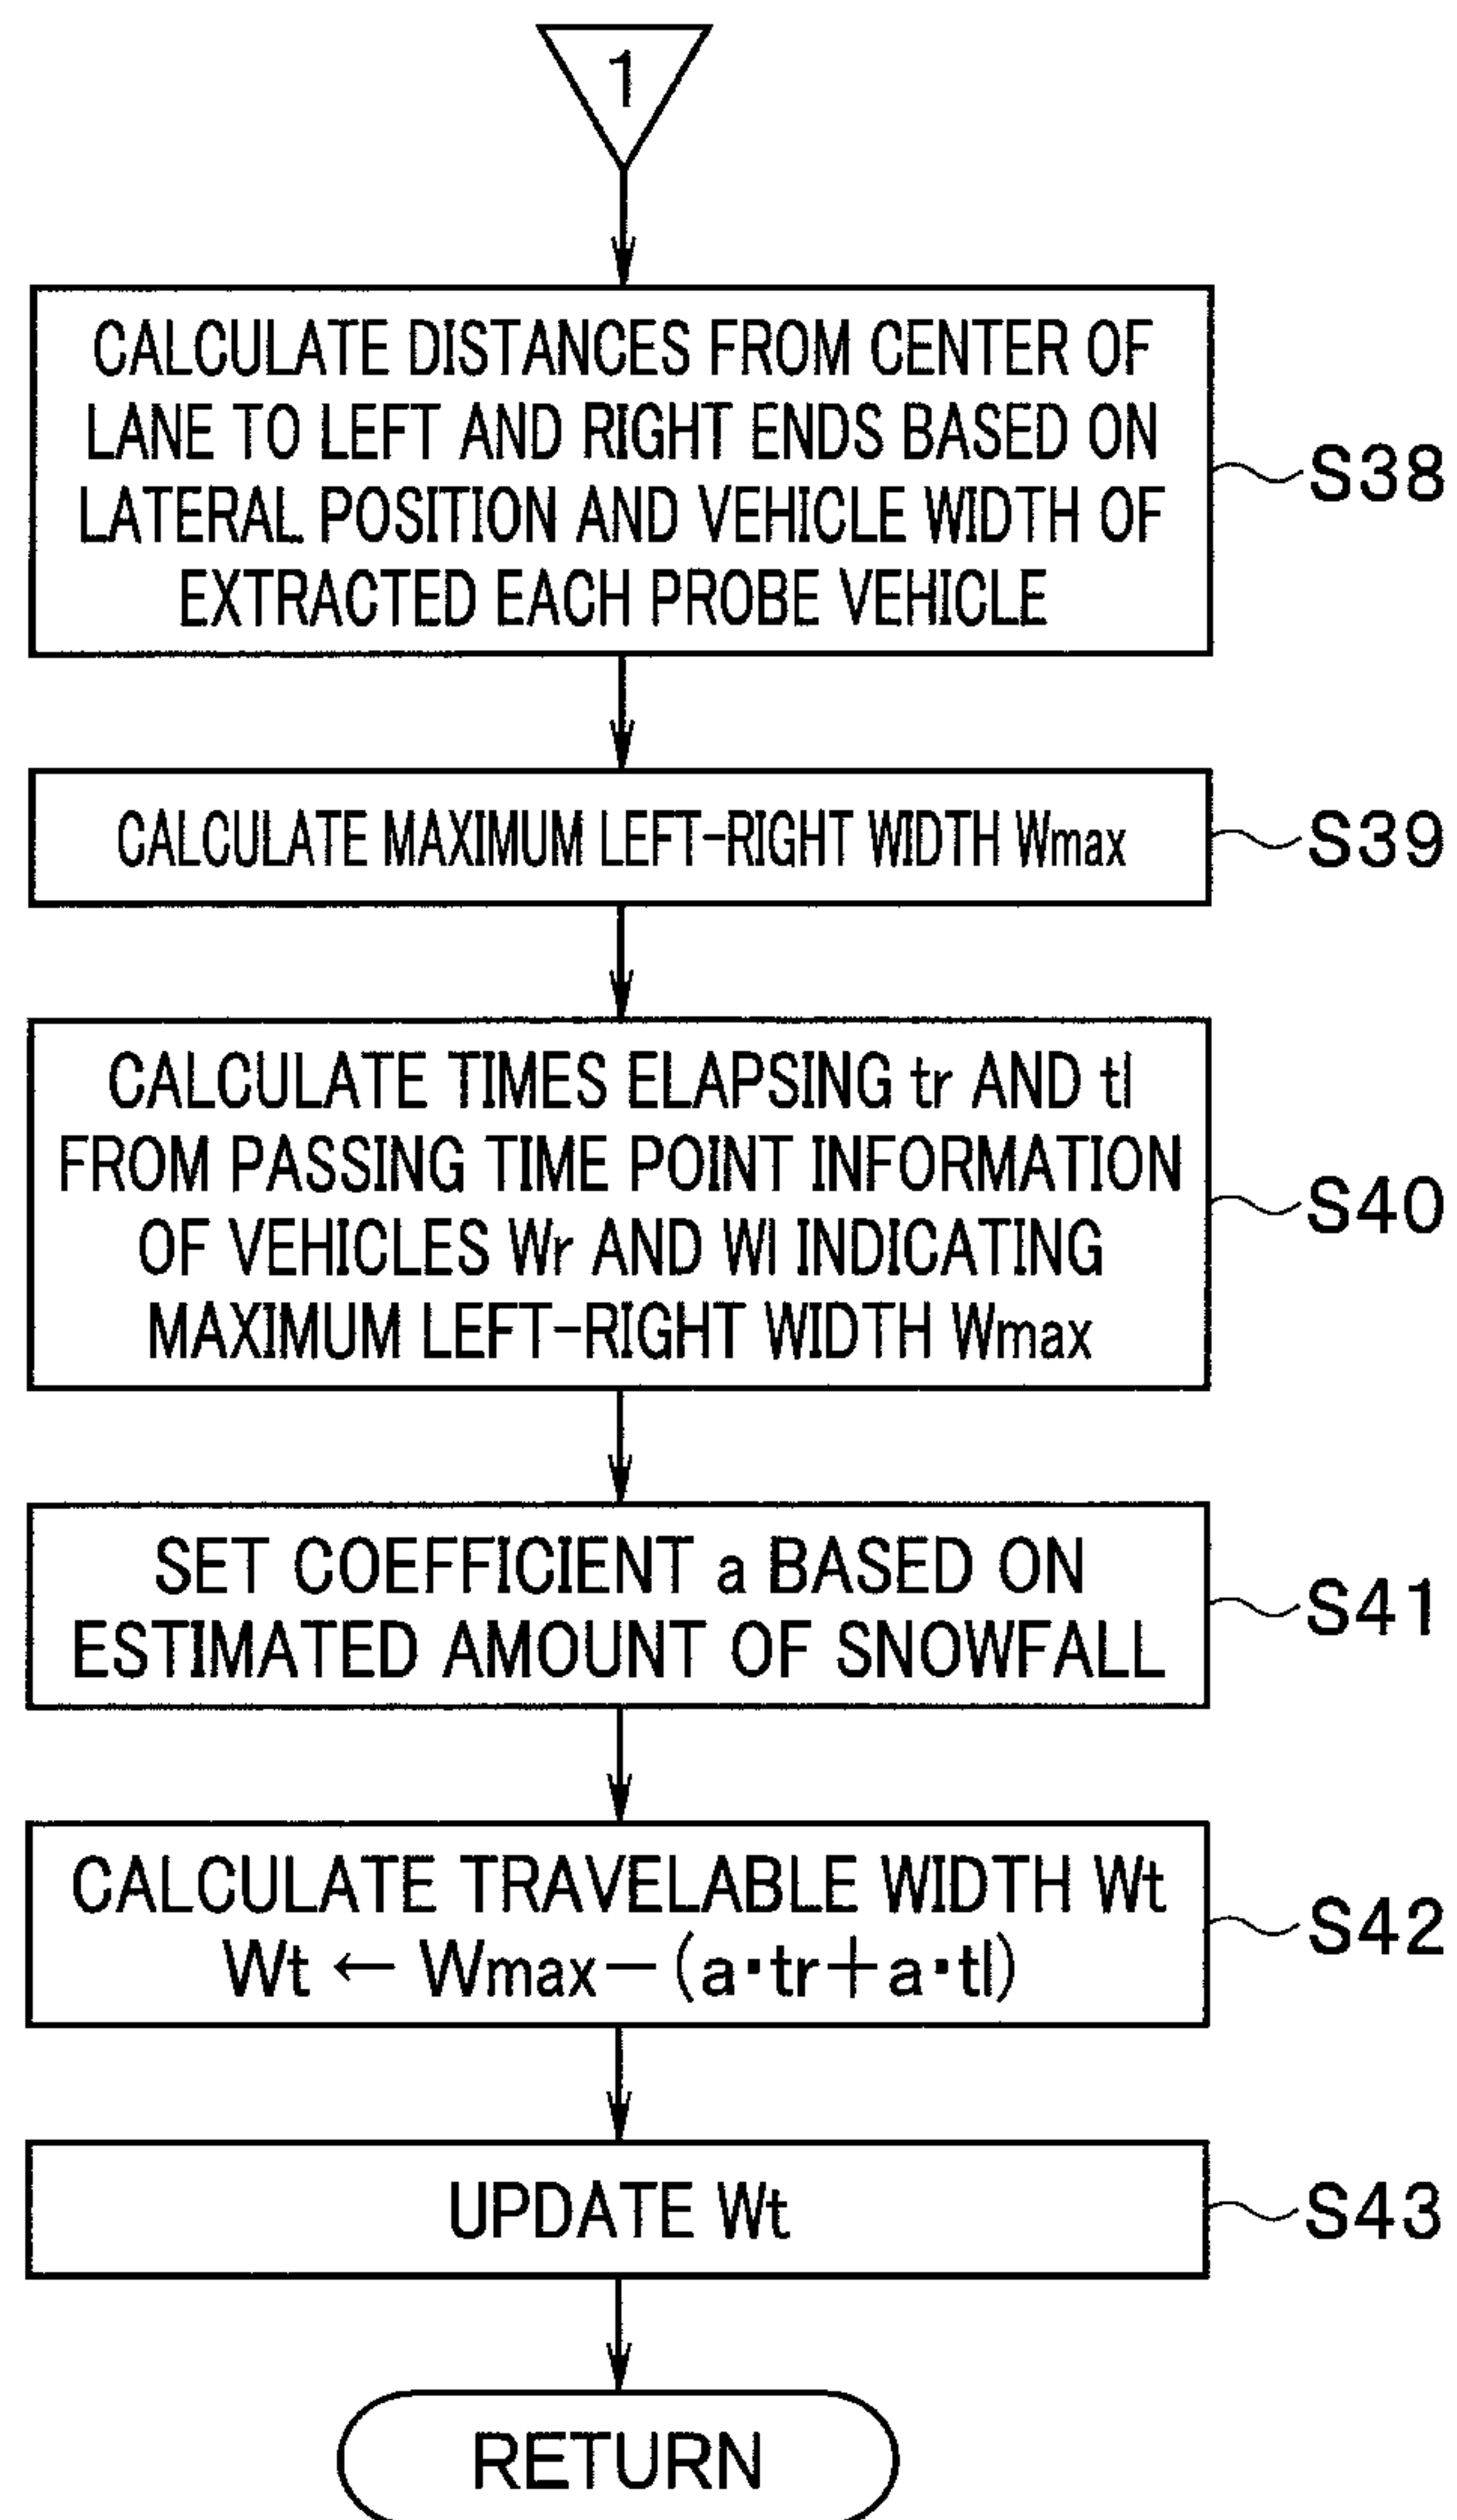 1
CALCULATE DISTANCES FROM CENTER OF
LANE TO LEFT AND RIGHT ENDS BASED ON
LATERAL POSITION AND VEHICLE WIDTH OF
EXTRACTED EACH PROBE VEHICLE
S38
CALCULATE MAXIMUM LEFT-RIGHT WIDTH Wmax
S39
CALCULATE TIMES ELAPSING tr AND tl
FROM PASSING TIME POINT INFORMATION
OF VEHICLES Wr AND Wl INDICATING
MAXIMUM LEFT-RIGHT WIDTH Wmax
S40
SET COEFFICIENT a BASED ON
ESTIMATED AMOUNT OF SNOWFALL
S41
CALCULATE TRAVELABLE WIDTH Wt
Wt ← Wmax-(a・tr+a・tl)
S42
UPDATE Wt
S43
RETURN